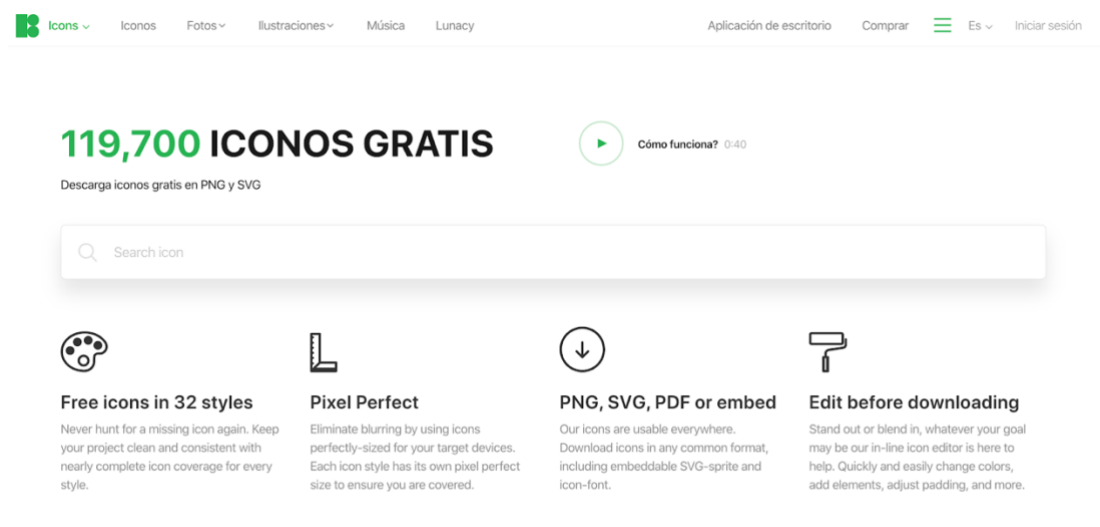 Icons
Iconos
Fotos
Ilustraciones
Música
Lunacy
Aplicación de escritorio
Comprar
Es
Iniciar sesión
119,700 ICONOS GRATIS
Cómo funciona? 0:40
Descarga iconos gratis en PNG y SVG
Search icon
Free icons in 32 styles
Never hunt for a missing icon again. Keep
your project clean and consistent with
nearly complete icon coverage for every
style.
Pixel Perfect
Eliminate blurring by using icons
perfectly-sized for your target devices.
Each icon style has its own pixel perfect
size to ensure you are covered.
PNG, SVG, PDF or embed
Our icons are usable everywhere.
Download icons in any common format,
including embeddable SVG-sprite and
icon-font.
Edit before downloading
Stand out or blend in, whatever your goal
may be our in-line icon editor is here to
help. Quickly and easily change colors,
add elements, adjust padding, and more.